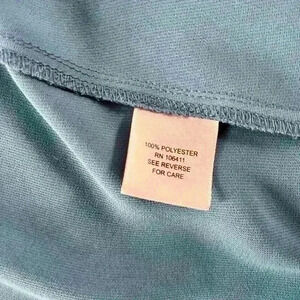 100% POLYESTER
RN 106411
SEE REVERSE
FOR CARE